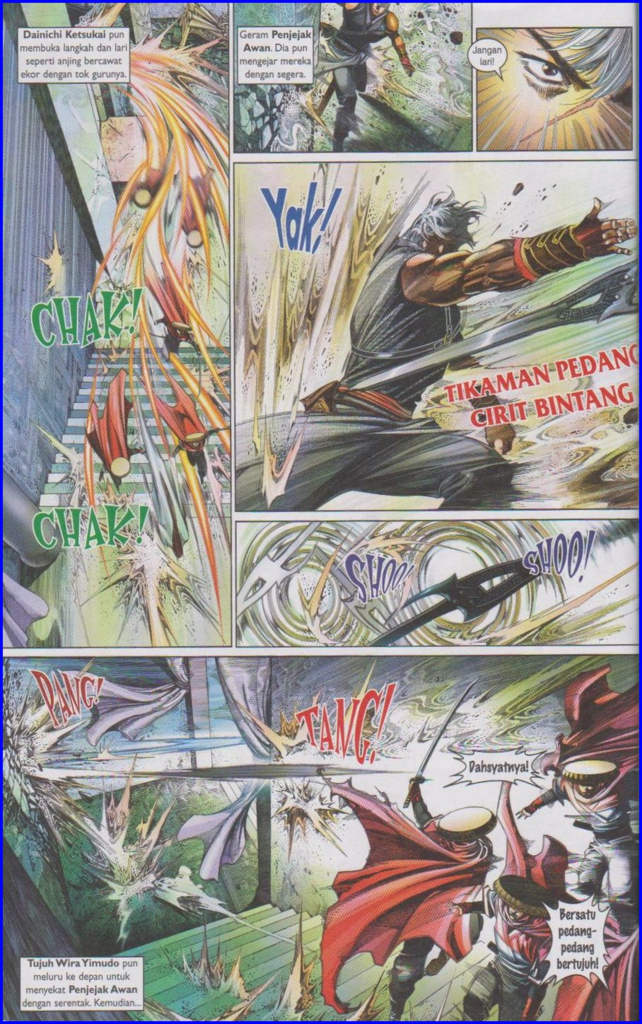 Dainichi Ketsukai pun
membuka langkah dan lari
seperti anjing bercawat
ekor dengan tok gurunya.
Geram Penjejak
Awan. Dia pun
mengejar mereka
dengan segera.
Jangan
lari!
CHAK!
CHAK!
Yak!
TIKAMAN PEDANG
CIRIT BINTANG
SHOO!
SHOO!
PANG!
TANG!
Dahsyatnya!
Bersatu
pedang-
pedang
bertujuh!
Tujuh Wira Yimudo pun
meluru ke depan untuk
menyekat Penjejak Awan
dengan serentak. Kemudian...